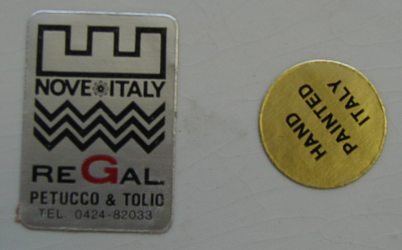 NOVE ITALY
REGAL
PETUCCO & TOLIO
TEL. 0424-82033
HAND
PAINTED
ITALY